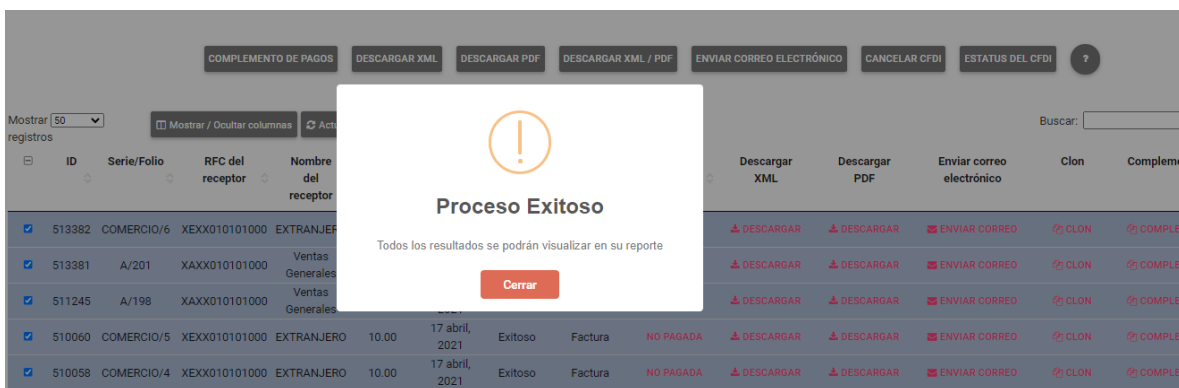 COMPLEMENTO DE PAGOS DESCARGAR XML DESCARGAR PDF DESCARGAR XML / PDF ENVIAR CORREO ELECTRÓNICO CANCELAR CFDI ESTATUS DEL CFDI ?
Mostrar 50 registros
Mostrar / Ocultar columnas
Buscar:
ID Serie/Folio RFC del receptor Nombre del receptor Descargar XML Descargar PDF Enviar correo electrónico Clon
Proceso Exitoso
Todos los resultados se podrán visualizar en su reporte
Cerrar
513382 COMERCIO/6 XEXX010101000 DESCARGAR DESCARGAR ENVIAR CORREO CLON
513381 A/201 XAXX010101000 Ventas Generales DESCARGAR DESCARGAR ENVIAR CORREO CLON
511245 A/198 XAXX010101000 Ventas Generales 2021 DESCARGAR DESCARGAR ENVIAR CORREO CLON
510060 COMERCIO/5 XEXX010101000 EXTRANJERO 10.00 17 abril, 2021 Exitoso Factura NO PAGADA DESCARGAR DESCARGAR ENVIAR CORREO CLON
510058 COMERCIO/4 XEXX010101000 EXTRANJERO 10.00 17 abril, 2021 Exitoso Factura NO PAGADA DESCARGAR DESCARGAR ENVIAR CORREO CLON